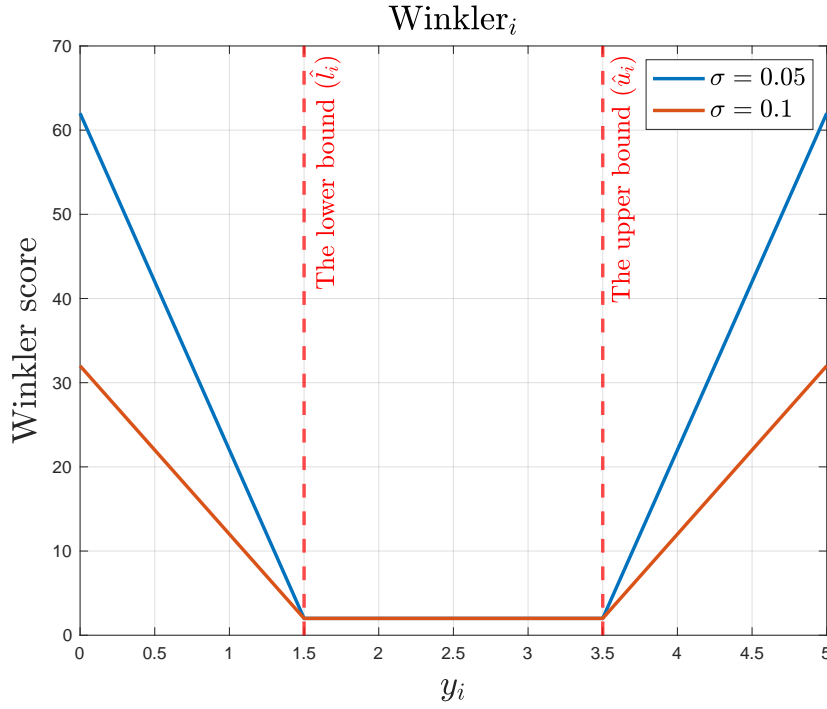 Winkler_i
70
60
50
40
30
20
10
0
Winkler score
The lower bound (l̂_i)
The upper bound (û_i)
σ = 0.05
σ = 0.1
0 0.5 1 1.5 2 2.5 3 3.5 4 4.5 5
y_i